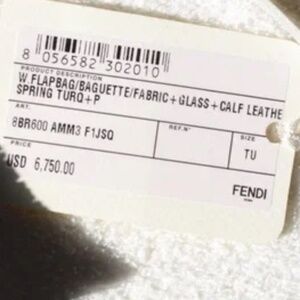 8 056582 302010
PRODUCT DESCRIPTION
W.FLAPBAG/BAGUETTE/FABRIC+GLASS+CALF LEATHE
SPRING TURQ+P
ART. REF.N° SIZE
8BR600 AMM3 F1JSQ TU
PRICE
USD 6,750.00
FENDI